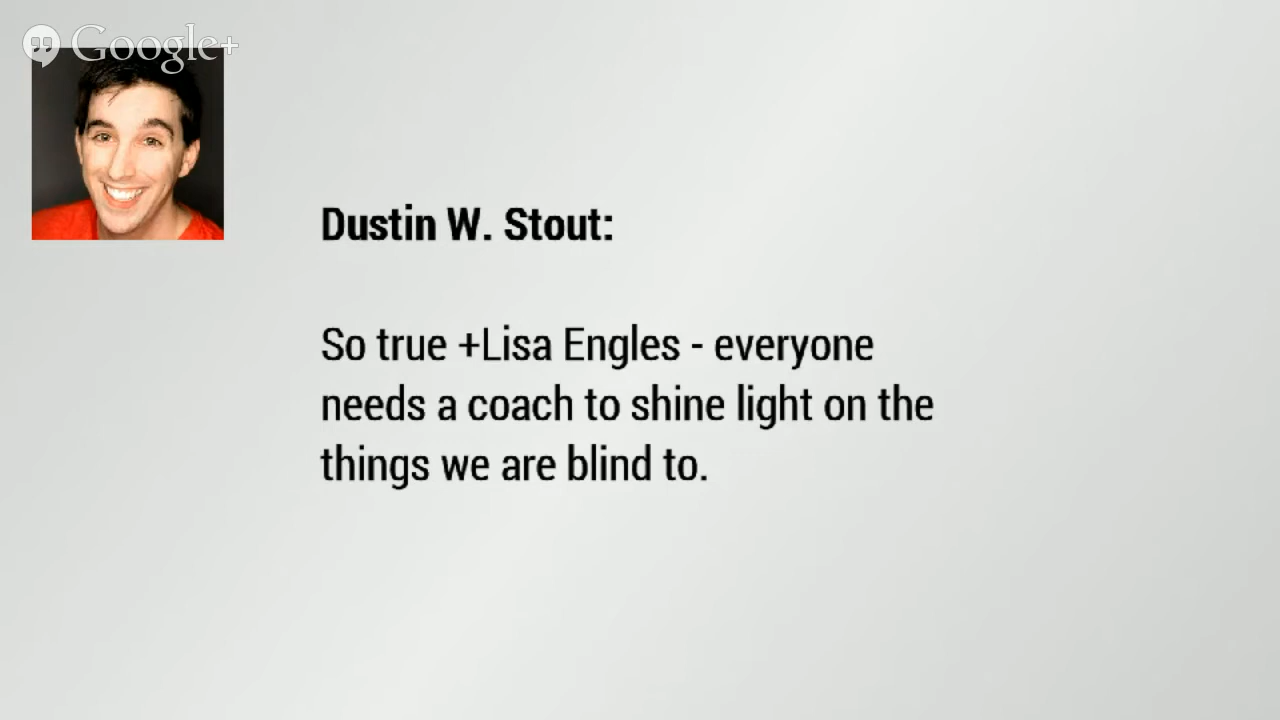 Google+
Dustin W. Stout:
So true +Lisa Engles - everyone
needs a coach to shine light on the
things we are blind to.